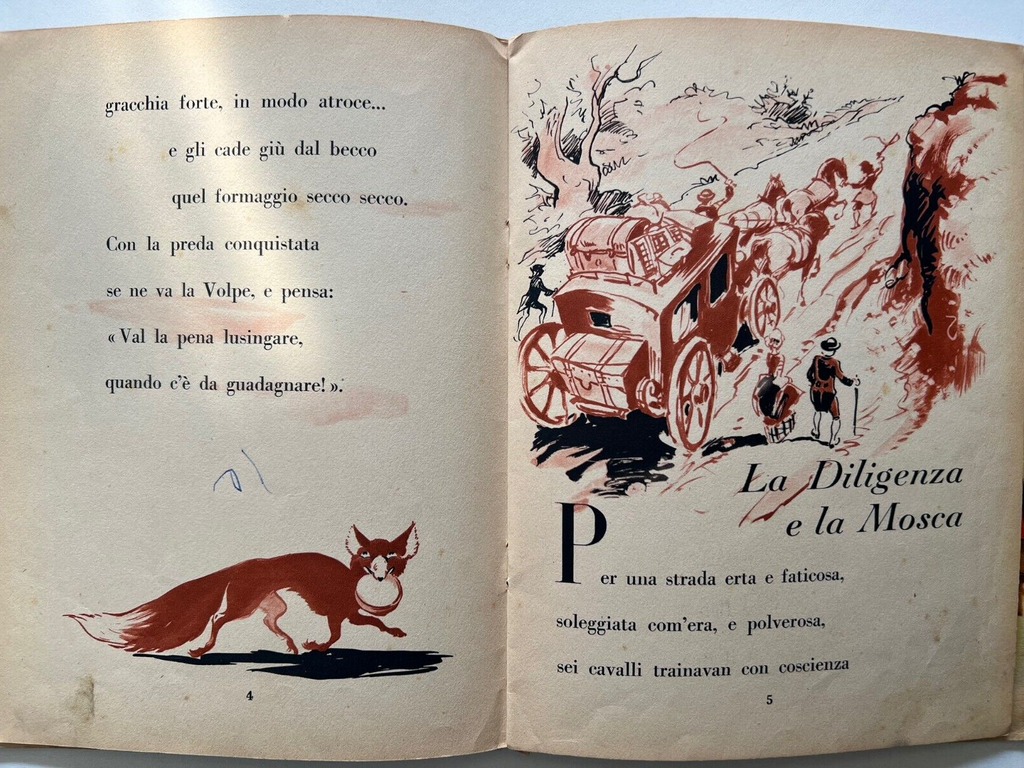 gracchia forte, in modo atroce...
e gli cade giù dal becco
quel formaggio secco secco.
Con la preda conquistata
se ne va la Volpe, e pensa:
« Val la pena lusingare,
quando c'è da guadagnare! ».
4
La Diligenza
e la Mosca
Per una strada erta e faticosa,
soleggiata com'era, e polverosa,
sei cavalli trainavan con coscienza
5